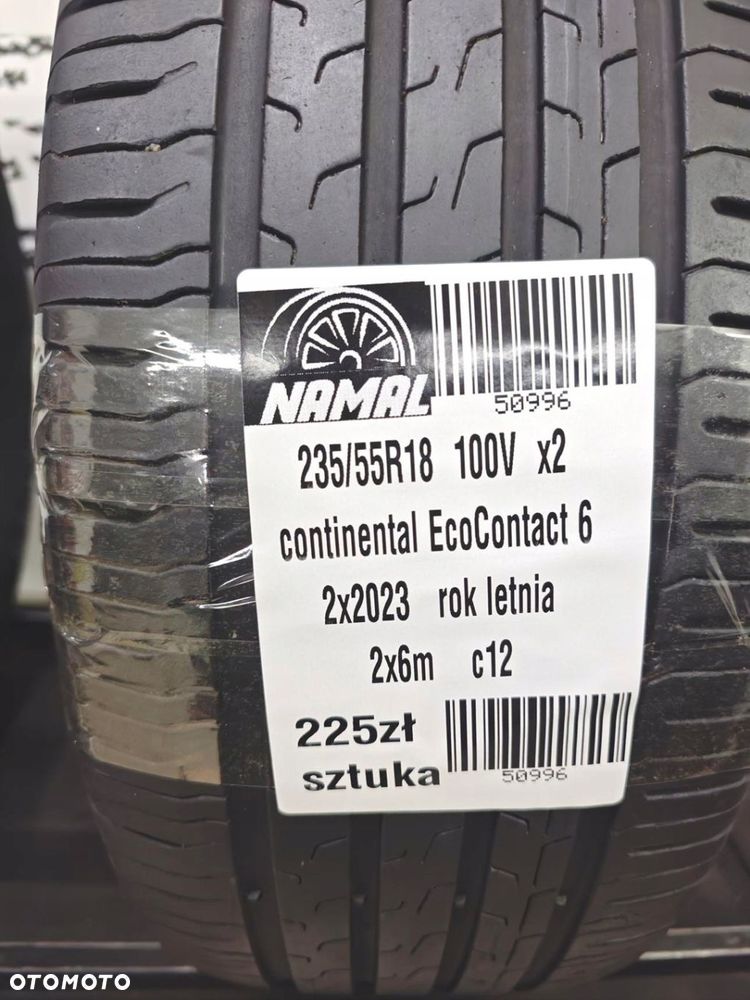 NAMAL
50996
235/55R18 100V x2
continental EcoContact 6
2x2023 rok letnia
2x6m c12
225zł
sztuka
50996
OTOMOTO